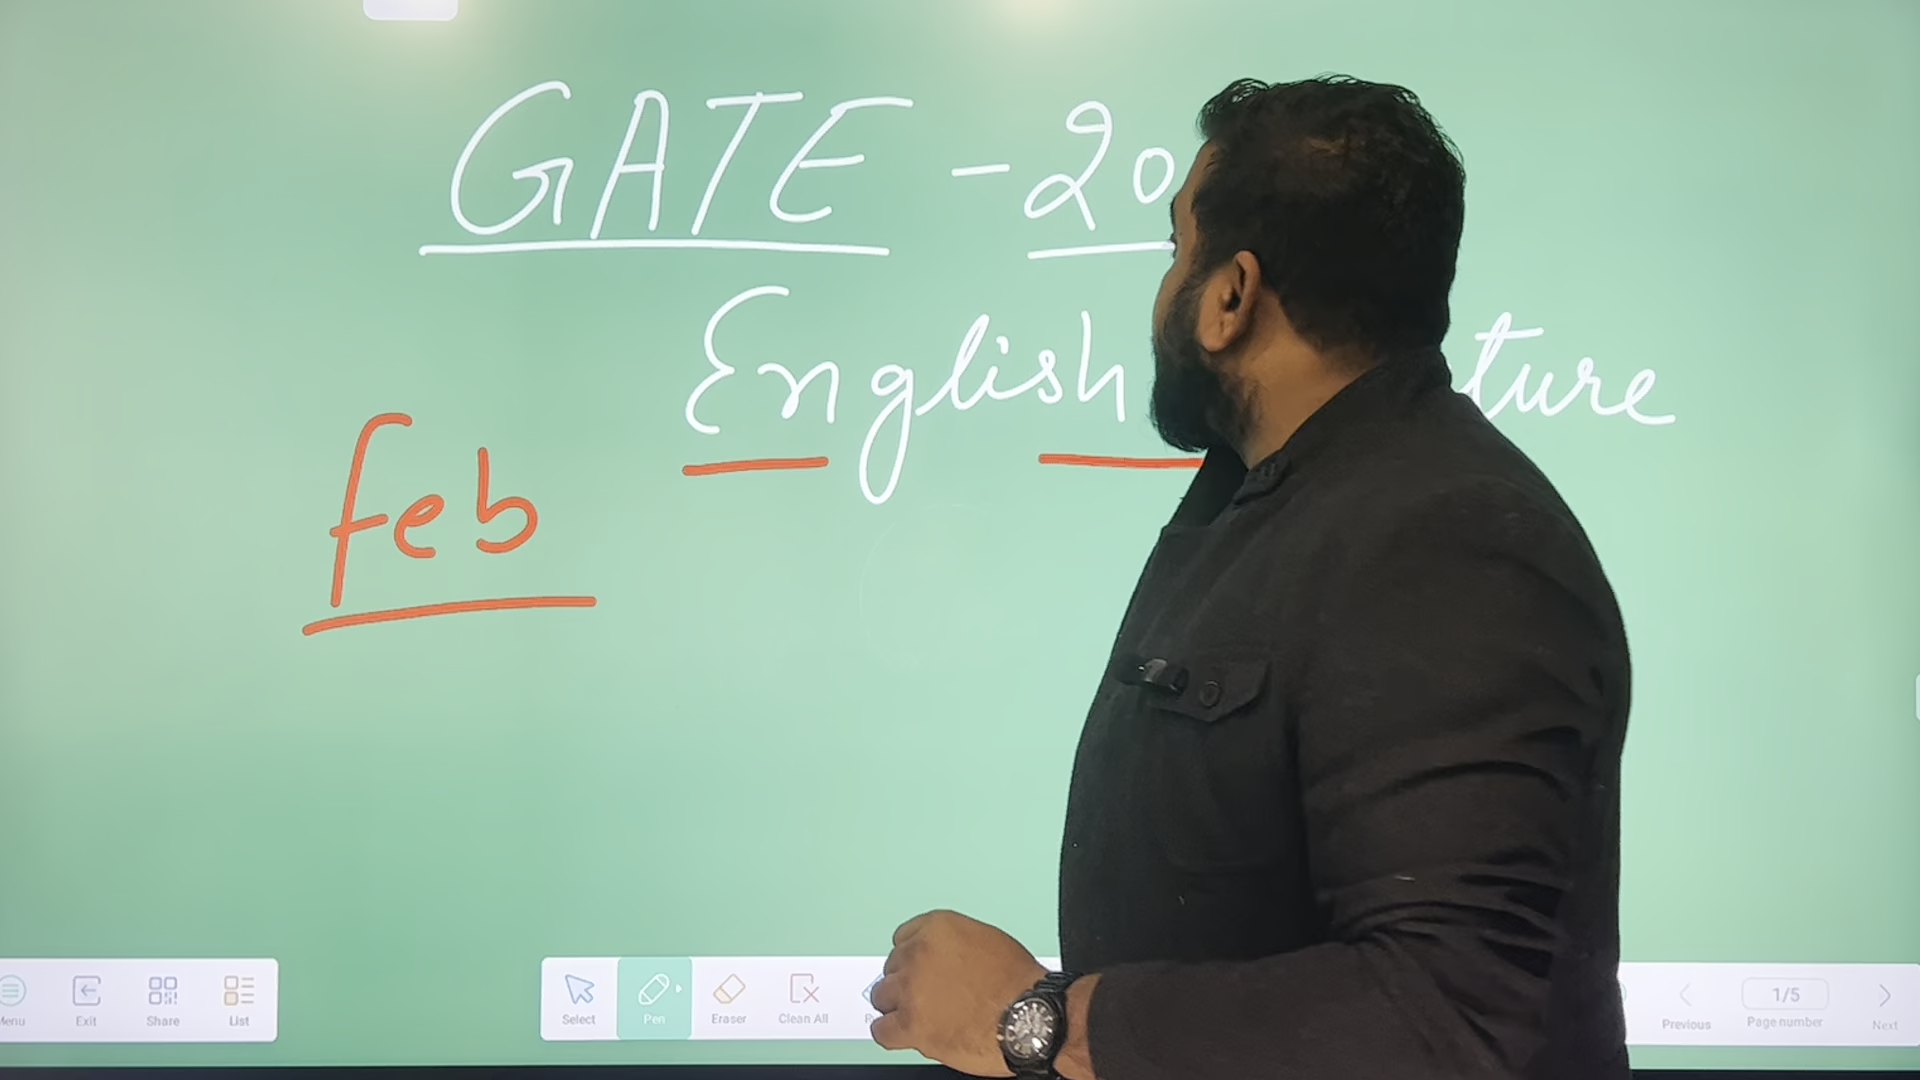 GATE - 20
English ture
feb
Menu Exit Share List Select Pen Eraser Clean All Previous 1/5 Page number Next